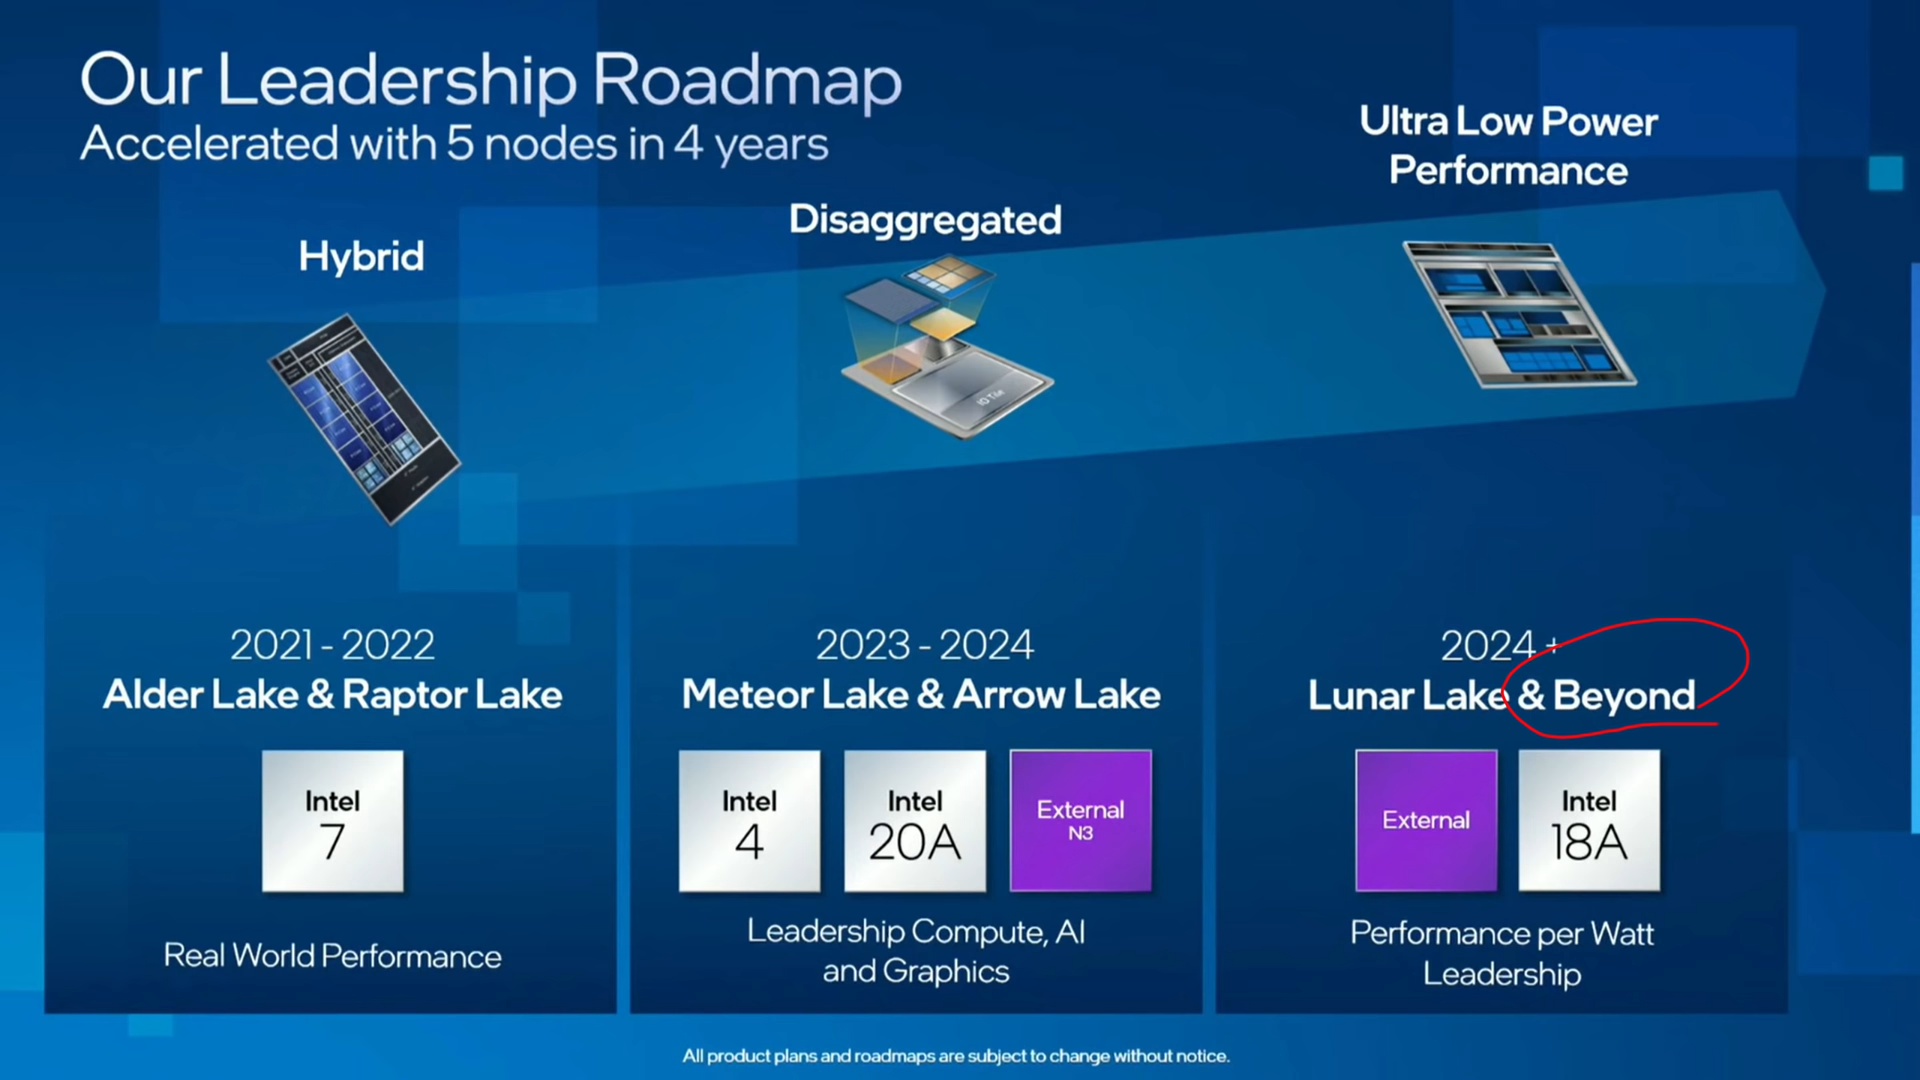 Our Leadership Roadmap
Accelerated with 5 nodes in 4 years
Hybrid
Disaggregated
Ultra Low Power
Performance
IO Tile
2021 - 2022
Alder Lake & Raptor Lake
Intel
7
Real World Performance
2023 - 2024
Meteor Lake & Arrow Lake
Intel
4
Intel
20A
External
N3
Leadership Compute, AI
and Graphics
2024 +
Lunar Lake & Beyond
External
Intel
18A
Performance per Watt
Leadership
All product plans and roadmaps are subject to change without notice.